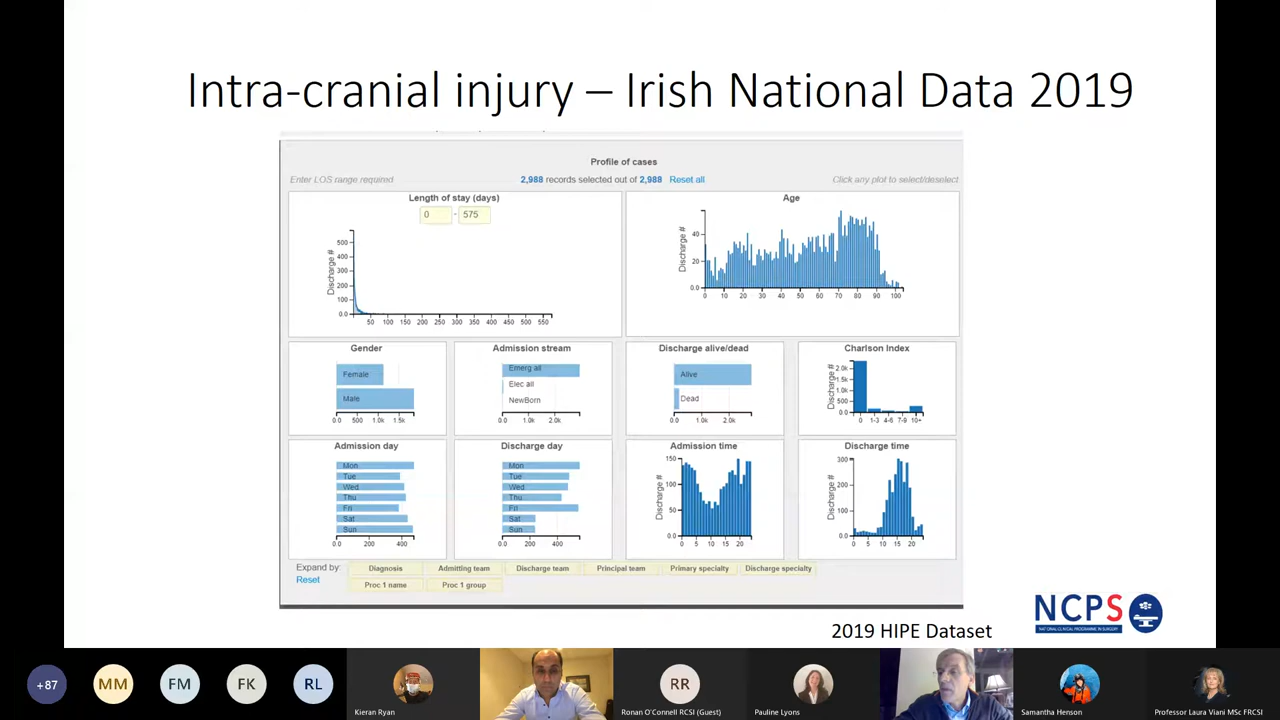 Intra-cranial injury – Irish National Data 2019
Profile of cases
Enter LOS range required
2,988 records selected out of 2,988 Reset all
Click any plot to select/deselect
Length of stay (days)
0 - 575
Discharge #
500
400
300
200
100
0.0
50 100 150 200 250 300 350 400 450 500 550
Age
Discharge #
40
20
0.0
0 10 20 30 40 50 60 70 80 90 100
Gender
Female
Male
0.0 500 1.0k 1.5k
Admission stream
Emerg all
Elec all
NewBorn
0.0 1.0k 2.0k
Discharge alive/dead
Alive
Dead
0.0 1.0k 2.0k
Charlson Index
Discharge #
2.0k
1.5k
1.0k
500
0.0
0 1-3 4-6 7-9 10+
Admission day
Mon
Tue
Wed
Thu
Fri
Sat
Sun
0.0 200 400
Discharge day
Mon
Tue
Wed
Thu
Fri
Sat
Sun
0.0 200 400
Admission time
Discharge #
150
100
50
0.0
0 5 10 15 20
Discharge time
Discharge #
300
200
100
0.0
0 5 10 15 20
Expand by:
Reset
Diagnosis Admitting team Discharge team Principal team Primary specialty Discharge specialty
Proc 1 name Proc 1 group
2019 HIPE Dataset
NCPS
NATIONAL CLINICAL PROGRAMME IN SURGERY
+87
MM
FM
FK
RL
Kieran Ryan
RR
Ronan O'Connell RCSI (Guest)
Pauline Lyons
Samantha Henson
Professor Laura Viani MSc FRCSI